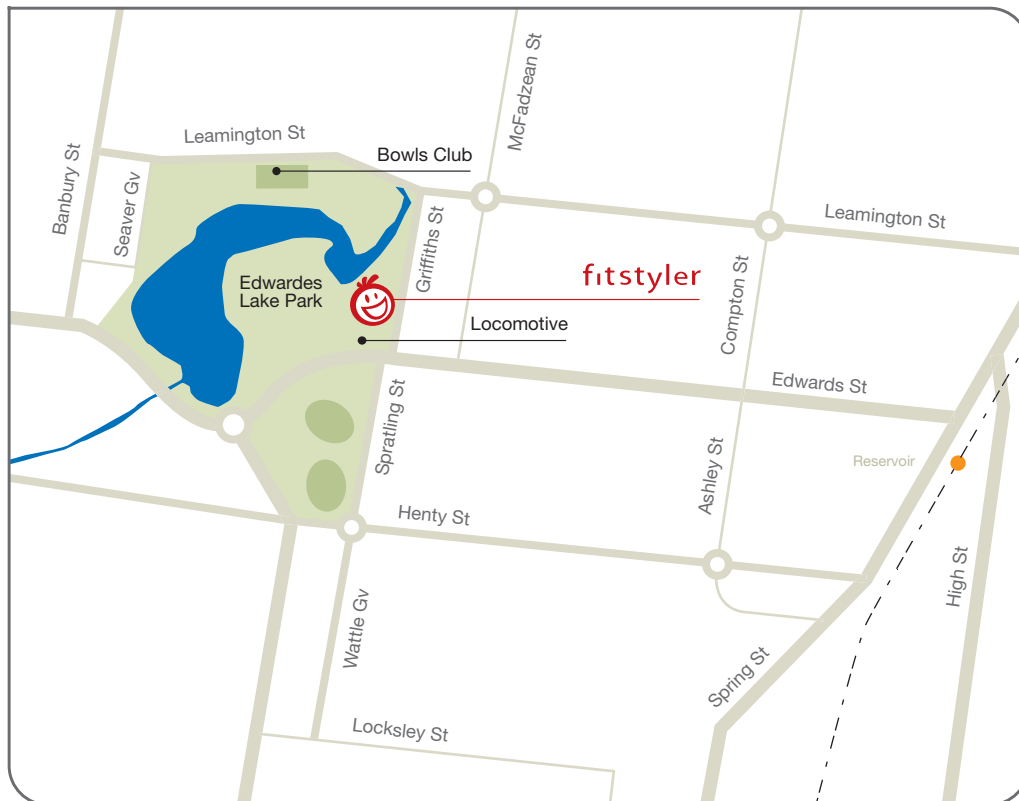 McFadzean St
Leamington St
Bowls Club
Banbury St
Seaver Gv
Griffiths St
Leamington St
fitstyler
Edwardes
Lake Park
Compton St
Locomotive
Edwards St
Spratling St
Reservoir
Ashley St
Henty St
High St
Wattle Gv
Spring St
Locksley St